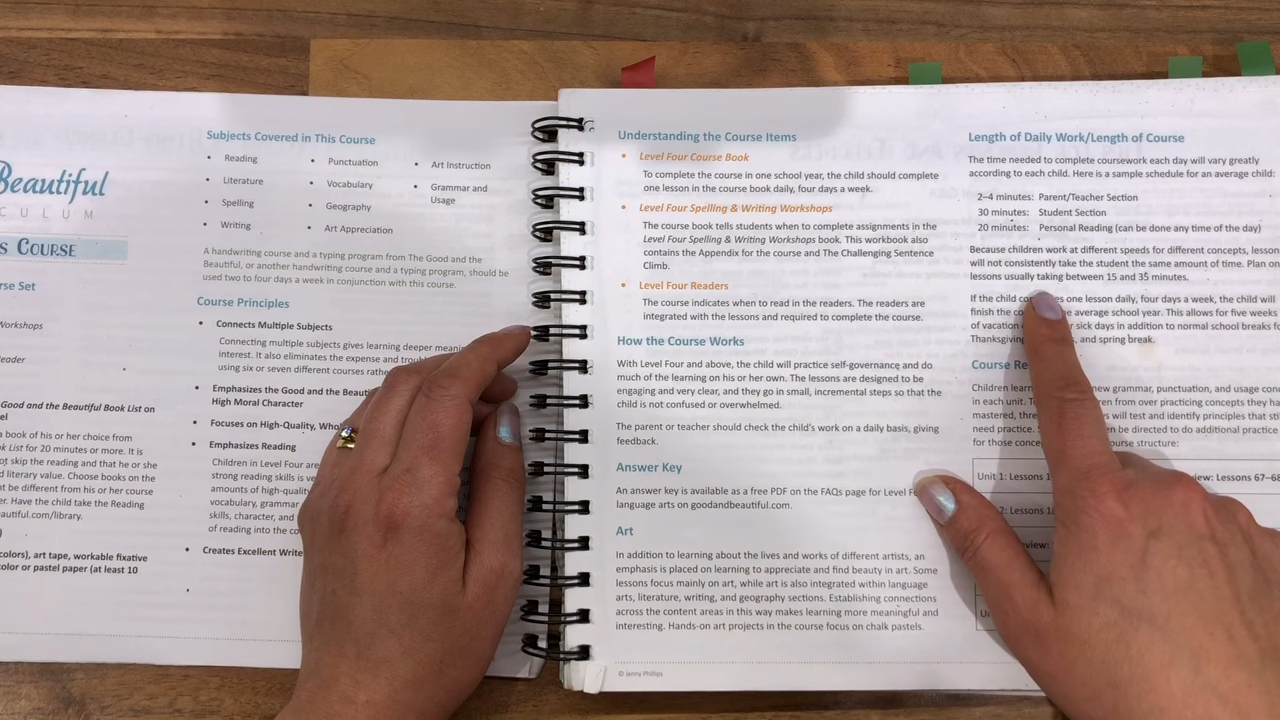 Beautiful
CULUM
S COURSE
rse Set
Workshops
eader
Good and the Beautiful Book List on
el
a book of his or her choice from
k List for 20 minutes or more. It is
ot skip the reading and that he or she
d literary value. Choose books on the
t be different from his or her course
er. Have the child take the Reading
autiful.com/library.
)
colors), art tape, workable fixative
color or pastel paper (at least 10
Subjects Covered in This Course
• Reading
• Literature
• Spelling
• Writing
• Punctuation
• Vocabulary
• Geography
• Art Appreciation
• Art Instruction
• Grammar and
Usage
A handwriting course and a typing program from The Good and the
Beautiful, or another handwriting course and a typing program, should be
used two to four days a week in conjunction with this course.
Course Principles
• Connects Multiple Subjects
Connecting multiple subjects gives learning deeper
interest. It also eliminates the expense and
using six or seven different courses
• Emphasizes the Good and the
High Moral Character
• Focuses on High-Quality,
• Emphasizes Reading
Children in Level Four are
strong reading skills is
amounts of high-quality
vocabulary, grammar
skills, character, and
of reading into the
• Creates Excellent
Understanding the Course Items
• Level Four Course Book
To complete the course in one school year, the child should complete
one lesson in the course book daily, four days a week.
• Level Four Spelling & Writing Workshops
The course book tells students when to complete assignments in the
Level Four Spelling & Writing Workshops book. This workbook also
contains the Appendix for the course and The Challenging Sentence
Climb.
• Level Four Readers
The course indicates when to read in the readers. The readers are
integrated with the lessons and required to complete the course.
How the Course Works
With Level Four and above, the child will practice self-governance and do
much of the learning on his or her own. The lessons are designed to be
engaging and very clear, and they go in small, incremental steps so that the
child is not confused or overwhelmed.
The parent or teacher should check the child's work on a daily basis, giving
feedback.
Answer Key
An answer key is available as a free PDF on the FAQs page for Level
language arts on goodandbeautiful.com.
Art
In addition to learning about the lives and works of different artists, an
emphasis is placed on learning to appreciate and find beauty in art. Some
lessons focus mainly on art, while art is also integrated within language
arts, literature, writing, and geography sections. Establishing connections
across the content areas in this way makes learning more meaningful and
interesting. Hands-on art projects in the course focus on chalk pastels.
© Jenny Phillips
Length of Daily Work/Length of Course
The time needed to complete coursework each day will vary greatly
according to each child. Here is a sample schedule for an average child:
2–4 minutes: Parent/Teacher Section
30 minutes: Student Section
20 minutes: Personal Reading (can be done any time of the day)
Because children work at different speeds for different concepts, lesson
will not consistently take the student the same amount of time. Plan on
lessons usually taking between 15 and 35 minutes.
If the child es one lesson daily, four days a week, the child will
finish the average school year. This allows for five weeks
of vacation r sick days in addition to normal school breaks f
Thanksgiving , and spring break.
Course Re
Children learn new grammar, punctuation, and usage conc
in each unit. T ren from over practicing concepts they ha
mastered, s will test and identify principles that sti
need practice. n be directed to do additional practice
for those ourse structure:
Unit 1: Lessons 1
view: Lessons 67–68
2: Lessons
view: